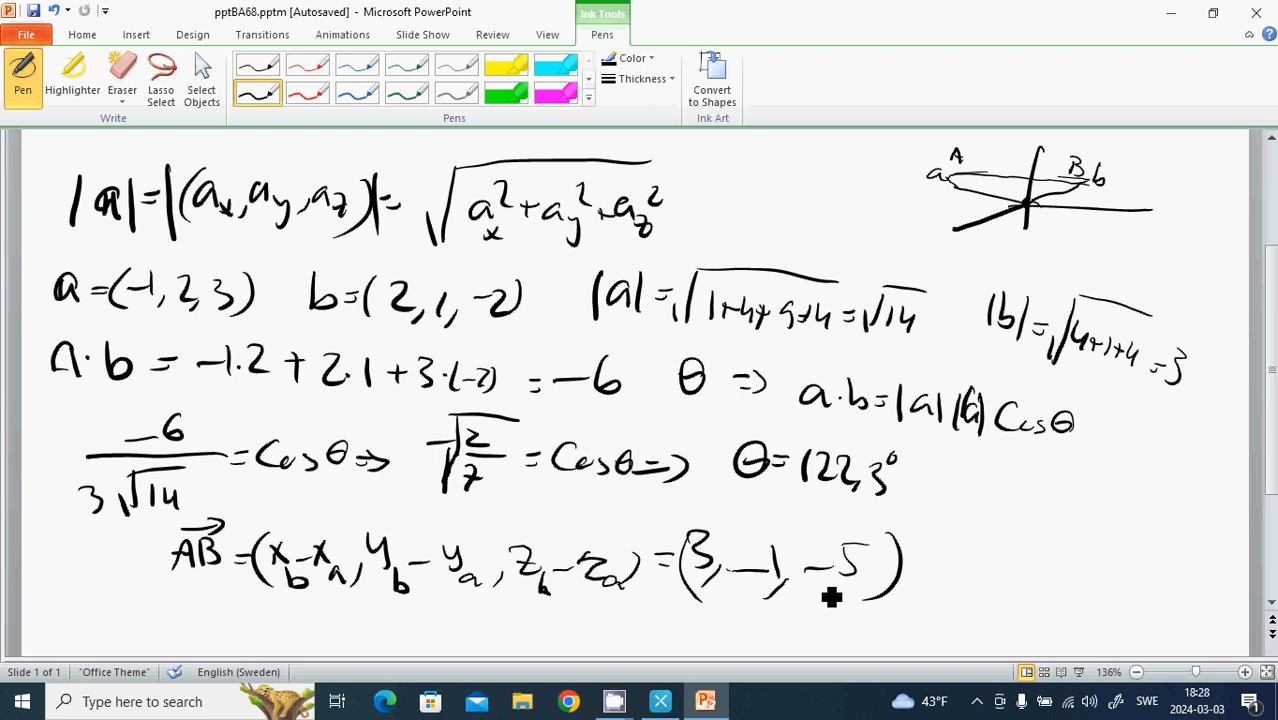 pptBA68.pptm [Autosaved] - Microsoft PowerPoint
Ink Tools
File Home Insert Design Transitions Animations Slide Show Review View Pens
Pen Highlighter Eraser Lasso Select Select Objects
Color
Thickness
Convert to Shapes
Write Pens Ink Art
|a|=|(ax,ay,az)|=√(ax²+ay²+az²)
A
a
B
b
a=(-1,2,3) b=(2,1,-2) |a|=√(1+4+9)=√14 |b|=√(4+1+4)=3
a·b = -1·2+2·1+3·(-2) = -6 θ => a·b=|a||b| Cosθ
-6/3√14 = Cosθ => -√(2/7) = Cosθ => θ=122,3°
AB=(xb-xa, yb-ya, zb-za) =(3, -1, -5)
Slide 1 of 1 "Office Theme" English (Sweden) 136%
Type here to search
43°F
SWE
18:28
2024-03-03
1